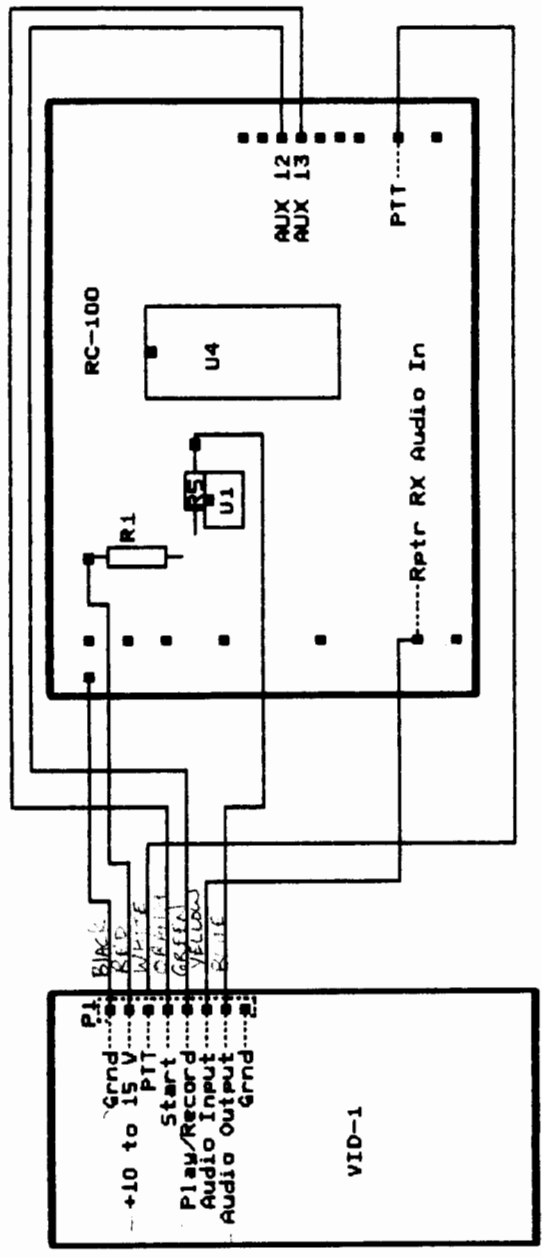 P1
Grnd
+10 to 15 V
PTT
Start
Play/Record
Audio Input
Audio Output
Grnd
VID-1
BLACK
RED
WHITE
ORANGE
GREEN
YELLOW
BLUE
RC-100
R1
R5
U1
U4
AUX 12
AUX 13
PTT
Rptr RX Audio In